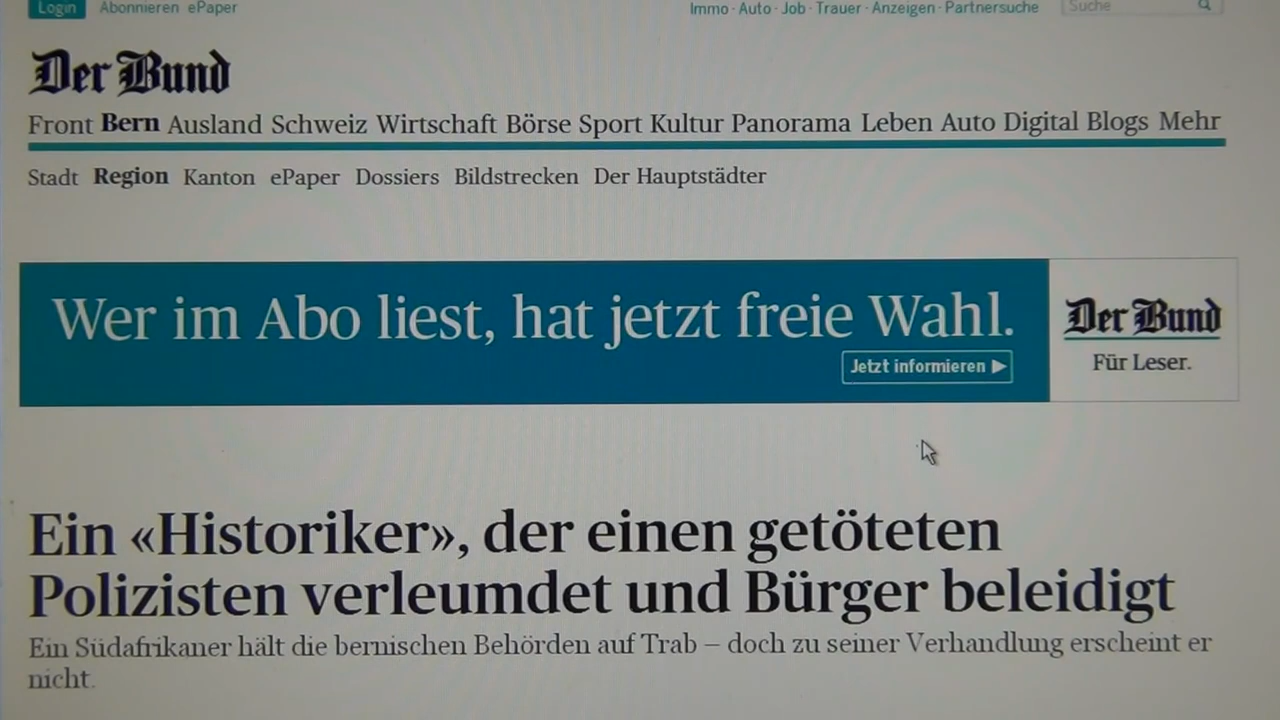 Login Abonnieren ePaper Immo · Auto · Job · Trauer · Anzeigen · Partnersuche Suche
Der Bund
Front Bern Ausland Schweiz Wirtschaft Börse Sport Kultur Panorama Leben Auto Digital Blogs Mehr
Stadt Region Kanton ePaper Dossiers Bildstrecken Der Hauptstädter
Wer im Abo liest, hat jetzt freie Wahl.
Jetzt informieren ▶
Der Bund
Für Leser.
Ein «Historiker», der einen getöteten
Polizisten verleumdet und Bürger beleidigt
Ein Südafrikaner hält die bernischen Behörden auf Trab – doch zu seiner Verhandlung erscheint er
nicht.